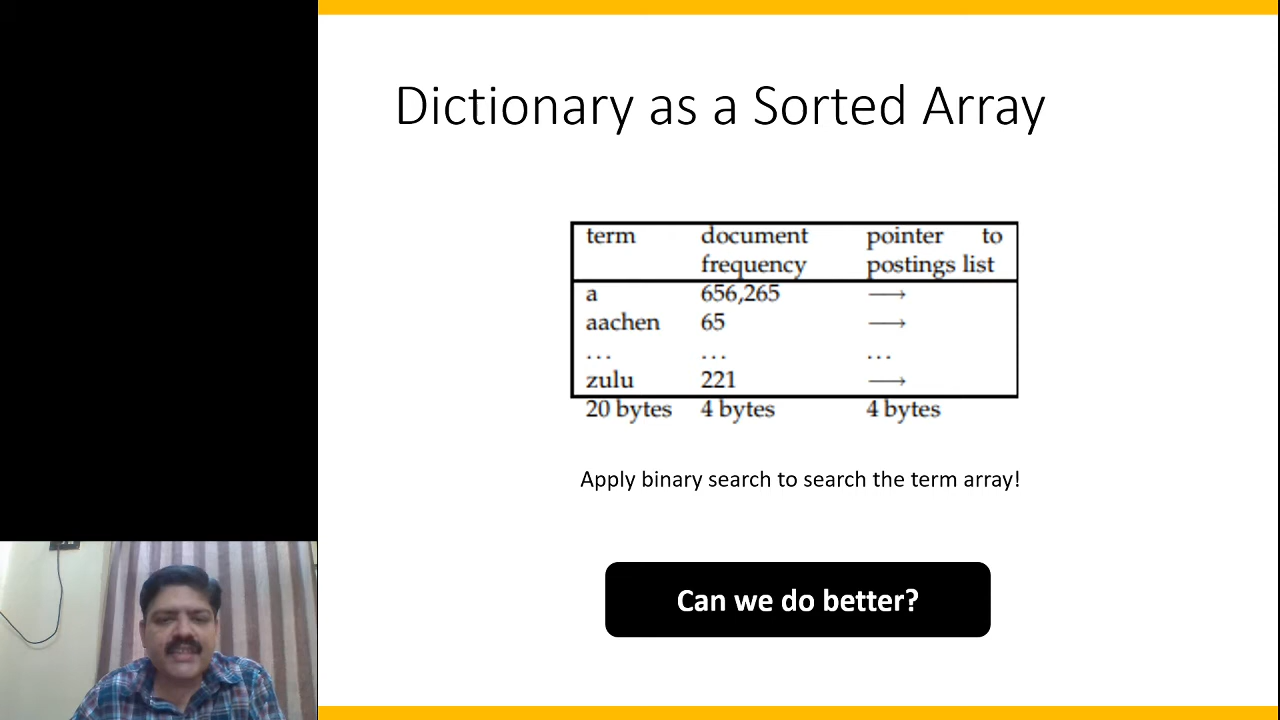 Dictionary as a Sorted Array
term document frequency pointer to postings list
a 656,265 ⟶
aachen 65 ⟶
... ... ...
zulu 221 ⟶
20 bytes 4 bytes 4 bytes
Apply binary search to search the term array!
Can we do better?